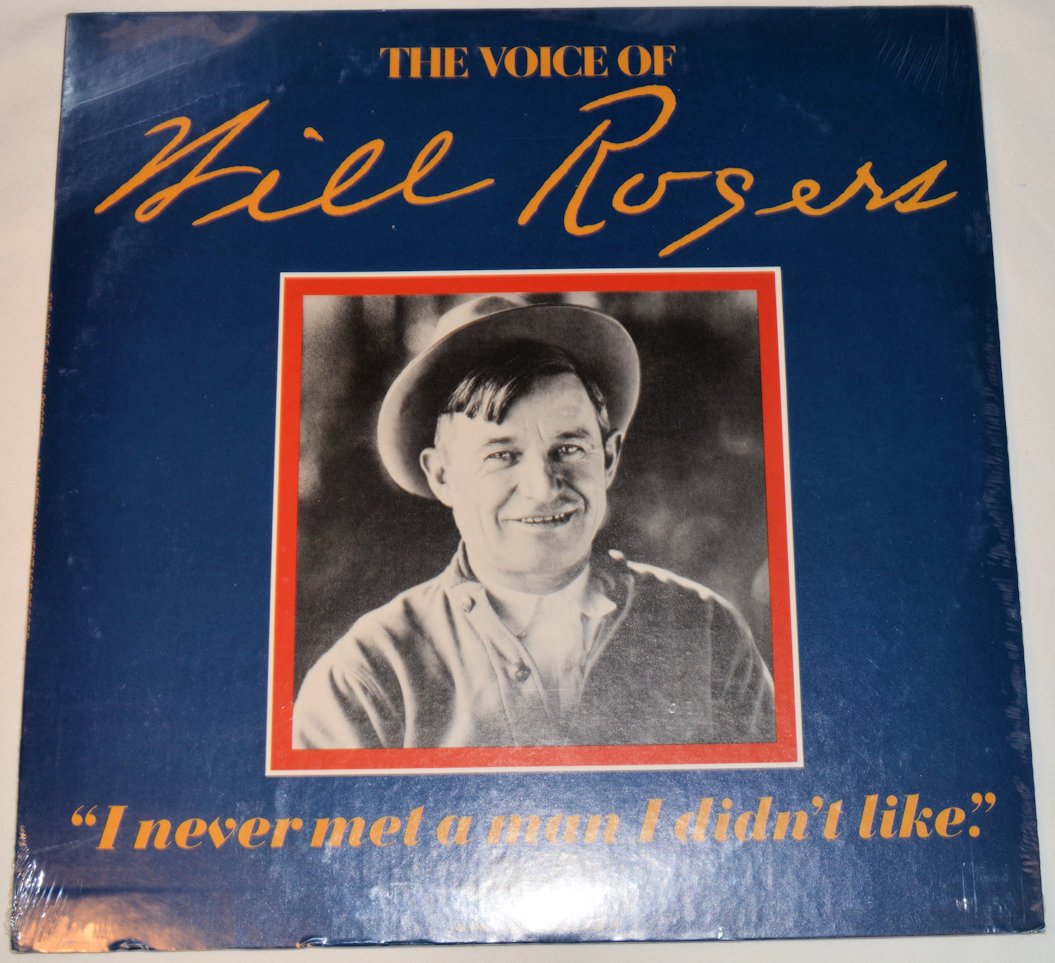 THE VOICE OF
Will Rogers
“I never met a man I didn't like.”